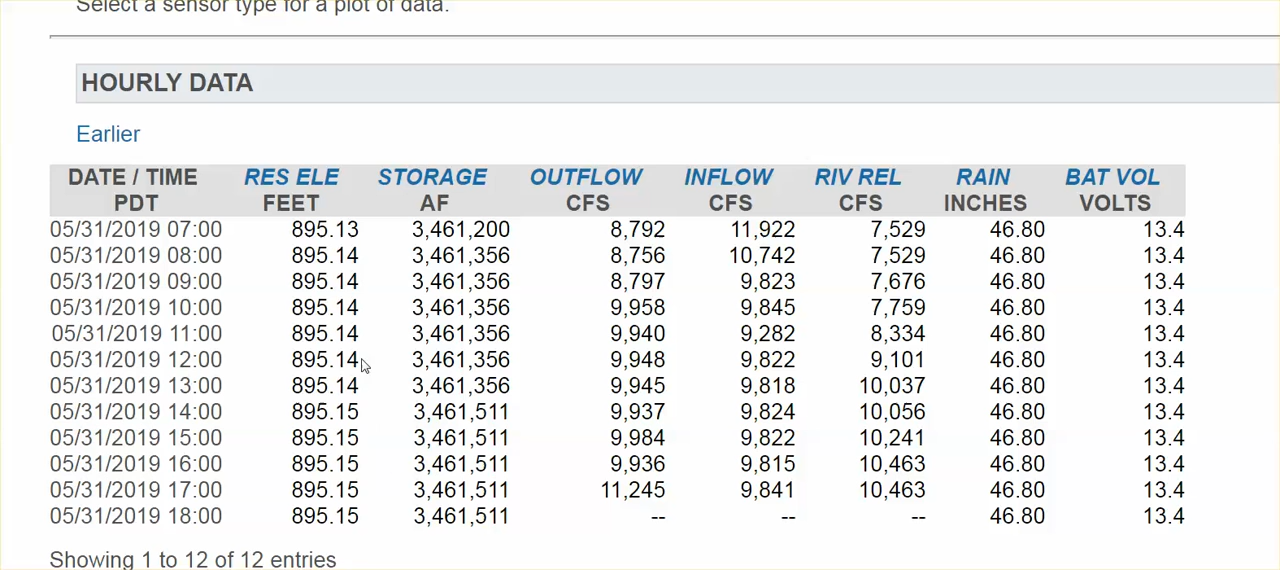 Select a sensor type for a plot of data.
HOURLY DATA
Earlier
DATE / TIME RES ELE STORAGE OUTFLOW INFLOW RIV REL RAIN BAT VOL
PDT FEET AF CFS CFS CFS INCHES VOLTS
05/31/2019 07:00 895.13 3,461,200 8,792 11,922 7,529 46.80 13.4
05/31/2019 08:00 895.14 3,461,356 8,756 10,742 7,529 46.80 13.4
05/31/2019 09:00 895.14 3,461,356 8,797 9,823 7,676 46.80 13.4
05/31/2019 10:00 895.14 3,461,356 9,958 9,845 7,759 46.80 13.4
05/31/2019 11:00 895.14 3,461,356 9,940 9,282 8,334 46.80 13.4
05/31/2019 12:00 895.14 3,461,356 9,948 9,822 9,101 46.80 13.4
05/31/2019 13:00 895.14 3,461,356 9,945 9,818 10,037 46.80 13.4
05/31/2019 14:00 895.15 3,461,511 9,937 9,824 10,056 46.80 13.4
05/31/2019 15:00 895.15 3,461,511 9,984 9,822 10,241 46.80 13.4
05/31/2019 16:00 895.15 3,461,511 9,936 9,815 10,463 46.80 13.4
05/31/2019 17:00 895.15 3,461,511 11,245 9,841 10,463 46.80 13.4
05/31/2019 18:00 895.15 3,461,511 -- -- -- 46.80 13.4
Showing 1 to 12 of 12 entries